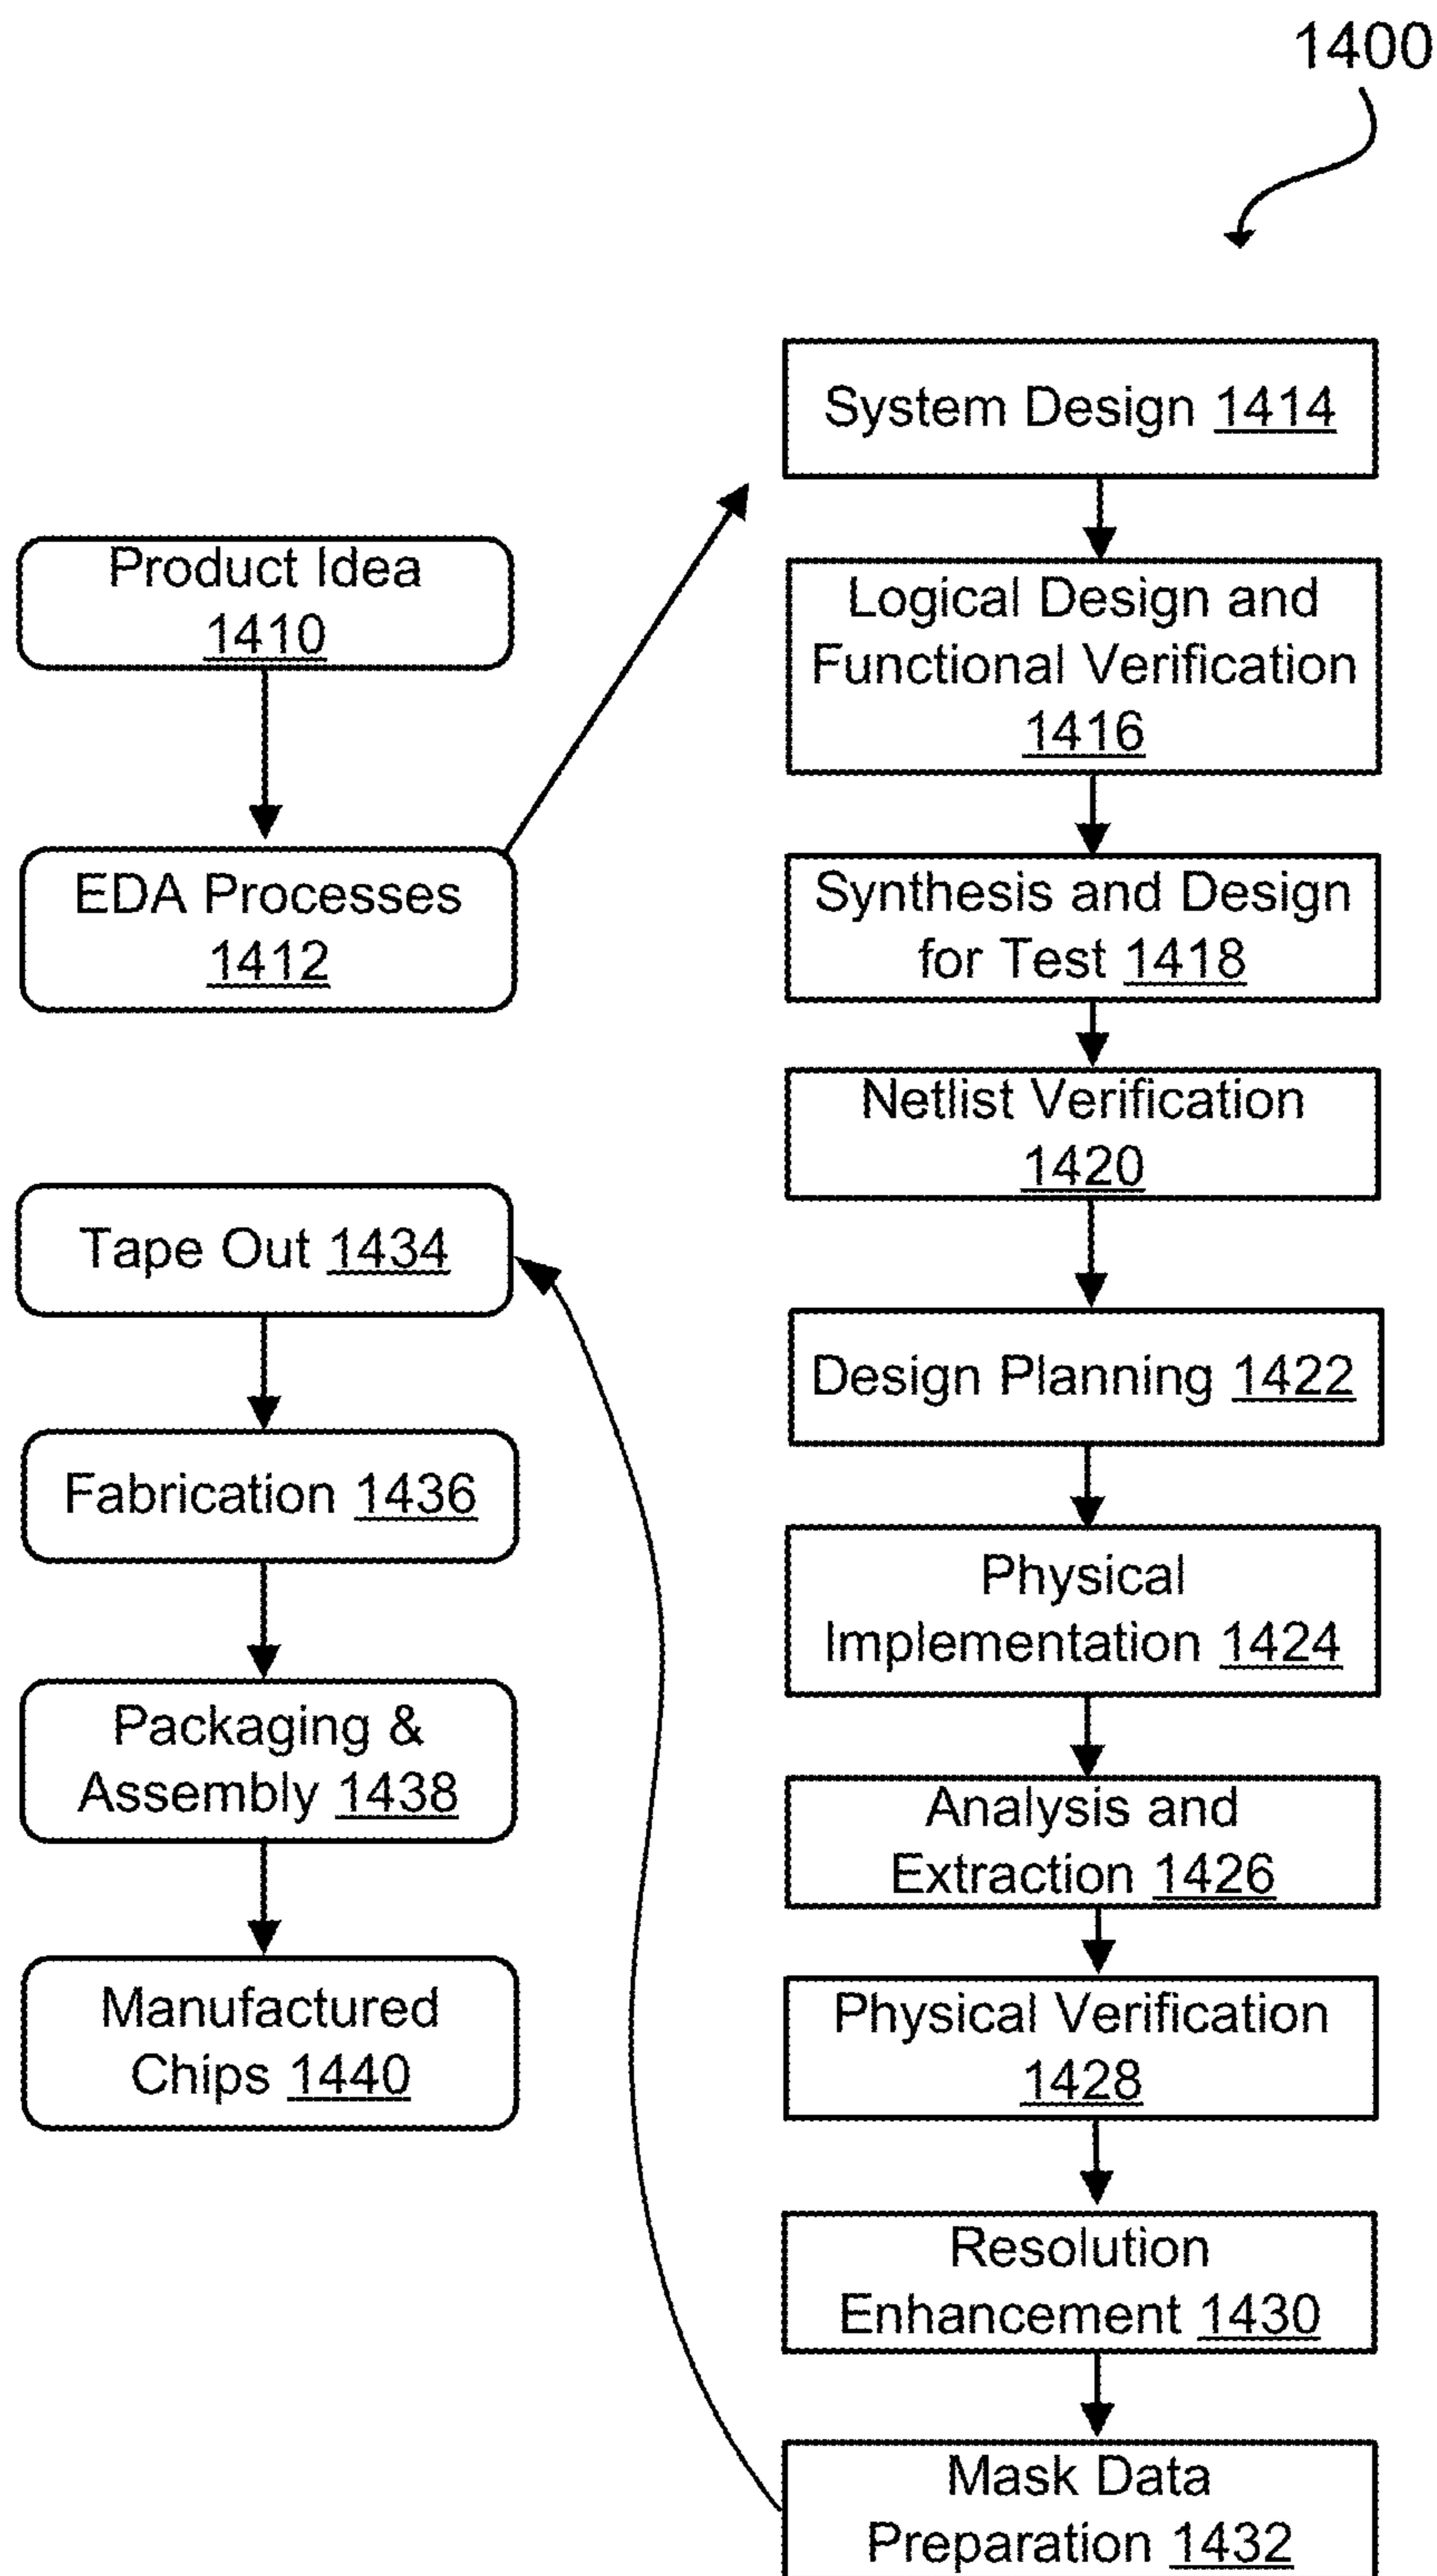 1400
Product Idea
1410
EDA Processes
1412
System Design 1414
Logical Design and
Functional Verification
1416
Synthesis and Design
for Test 1418
Netlist Verification
1420
Design Planning 1422
Physical
Implementation 1424
Analysis and
Extraction 1426
Physical Verification
1428
Resolution
Enhancement 1430
Mask Data
Preparation 1432
Tape Out 1434
Fabrication 1436
Packaging &
Assembly 1438
Manufactured
Chips 1440